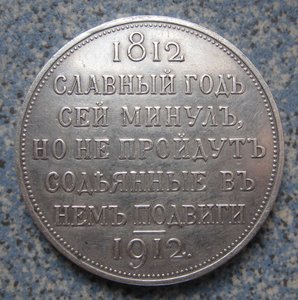 1812
СЛАВНЫЙ ГОДЪ
СЕЙ МИНУЛЪ,
НО НЕ ПРОЙДУТЪ
СОДѢЯННЫЕ ВЪ
НЕМЪ ПОДВИГИ
1912.